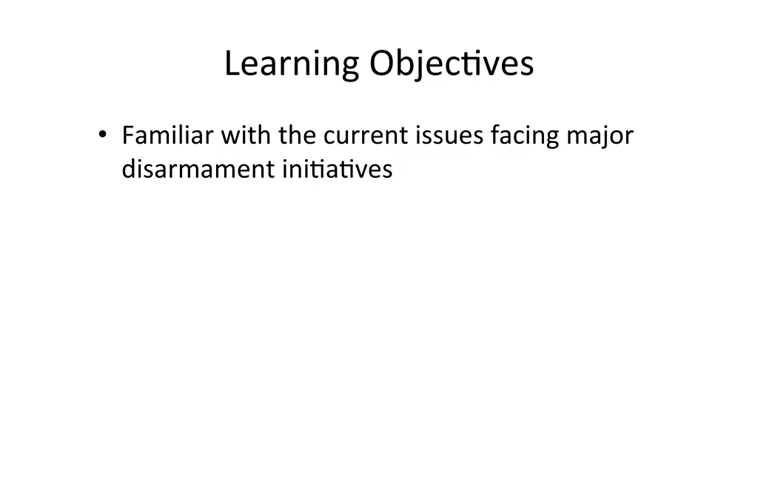 Learning Objectives
• Familiar with the current issues facing major
disarmament initiatives